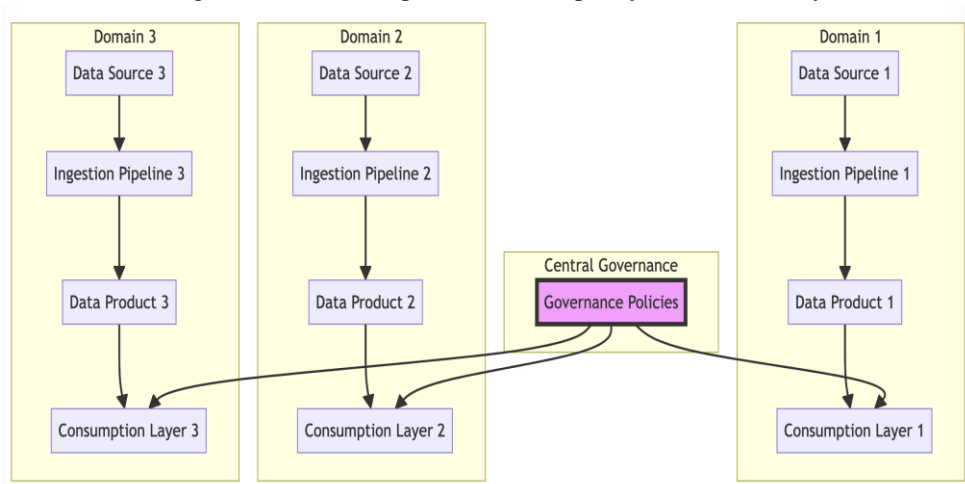 Domain 3
Data Source 3
Ingestion Pipeline 3
Data Product 3
Consumption Layer 3
Domain 2
Data Source 2
Ingestion Pipeline 2
Data Product 2
Consumption Layer 2
Central Governance
Governance Policies
Domain 1
Data Source 1
Ingestion Pipeline 1
Data Product 1
Consumption Layer 1